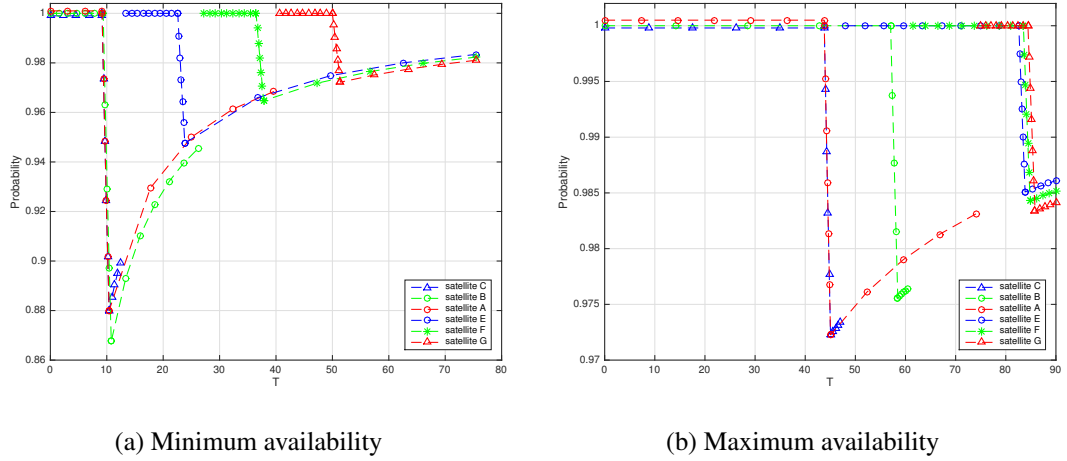 1
0.98
0.96
0.94
0.92
0.9
0.88
0.86
Probability
0 10 20 30 40 50 60 70 80
T
satellite C
satellite B
satellite A
satellite E
satellite F
satellite G
(a) Minimum availability
1
0.995
0.99
0.985
0.98
0.975
0.97
Probability
0 10 20 30 40 50 60 70 80 90
T
satellite C
satellite B
satellite A
satellite E
satellite F
satellite G
(b) Maximum availability